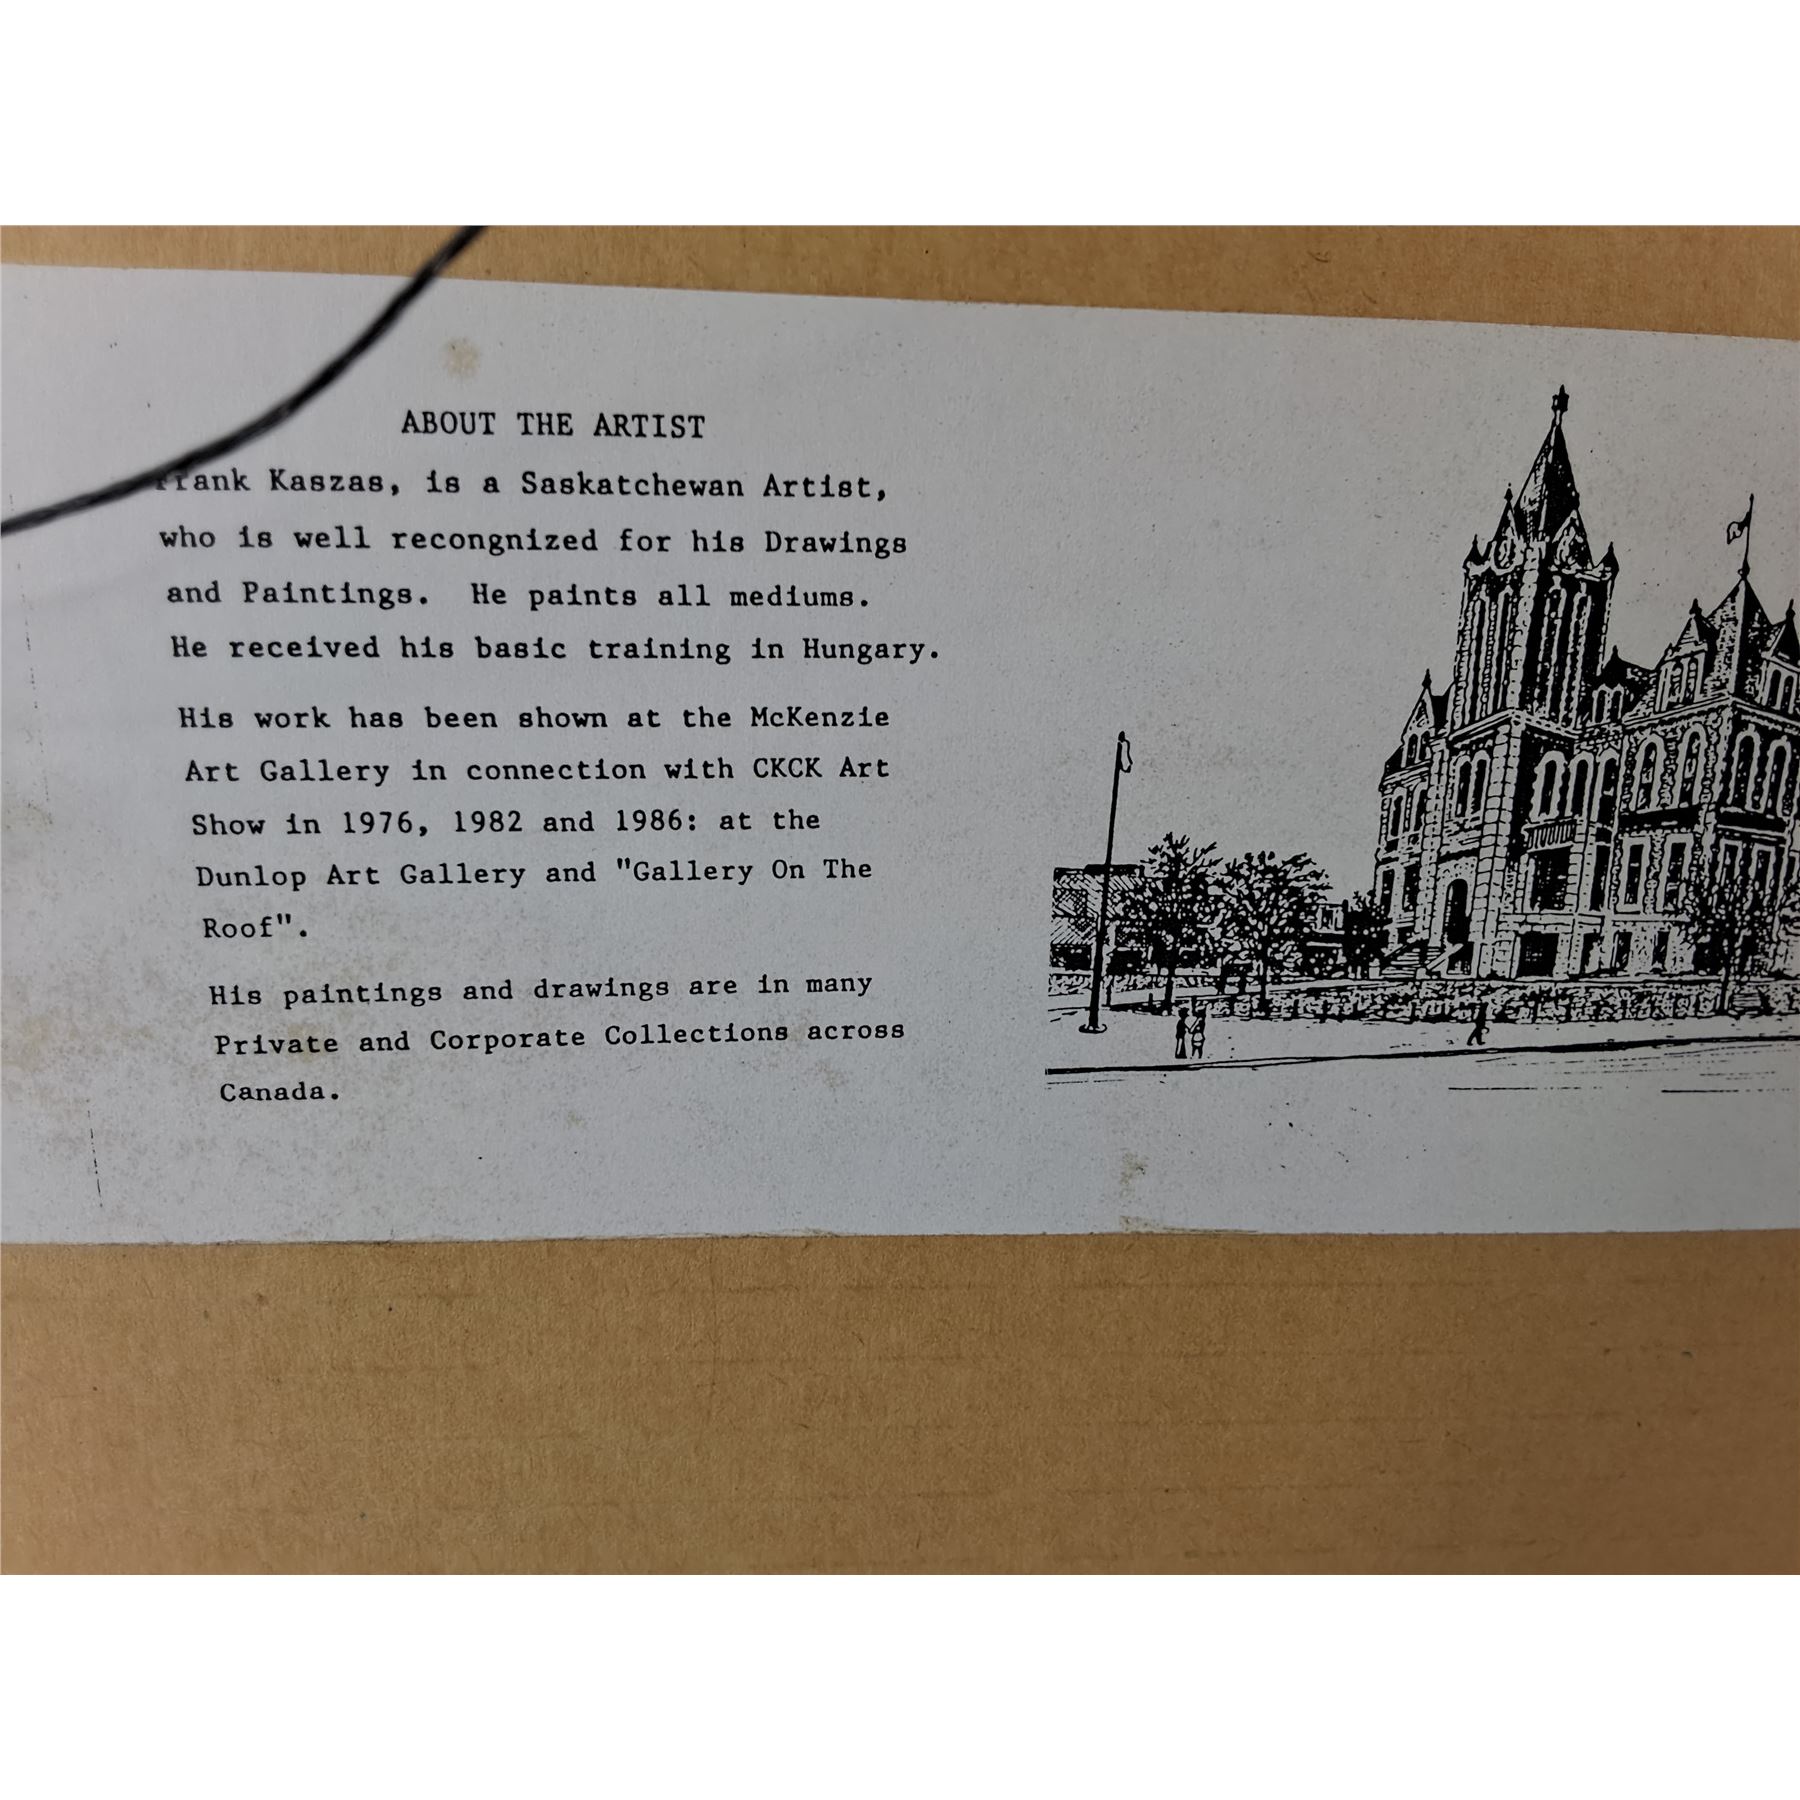 ABOUT THE ARTIST
Frank Kaszas, is a Saskatchewan Artist,
who is well recongnized for his Drawings
and Paintings. He paints all mediums.
He received his basic training in Hungary.
His work has been shown at the McKenzie
Art Gallery in connection with CKCK Art
Show in 1976, 1982 and 1986: at the
Dunlop Art Gallery and "Gallery On The
Roof".
His paintings and drawings are in many
Private and Corporate Collections across
Canada.